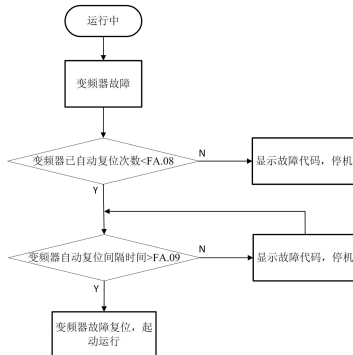 运行中
变频器故障
变频器已自动复位次数<FA.08
N
显示故障代码，停机
Y
变频器自动复位间隔时间>FA.09
N
显示故障代码，停机
Y
变频器故障复位，起
动运行